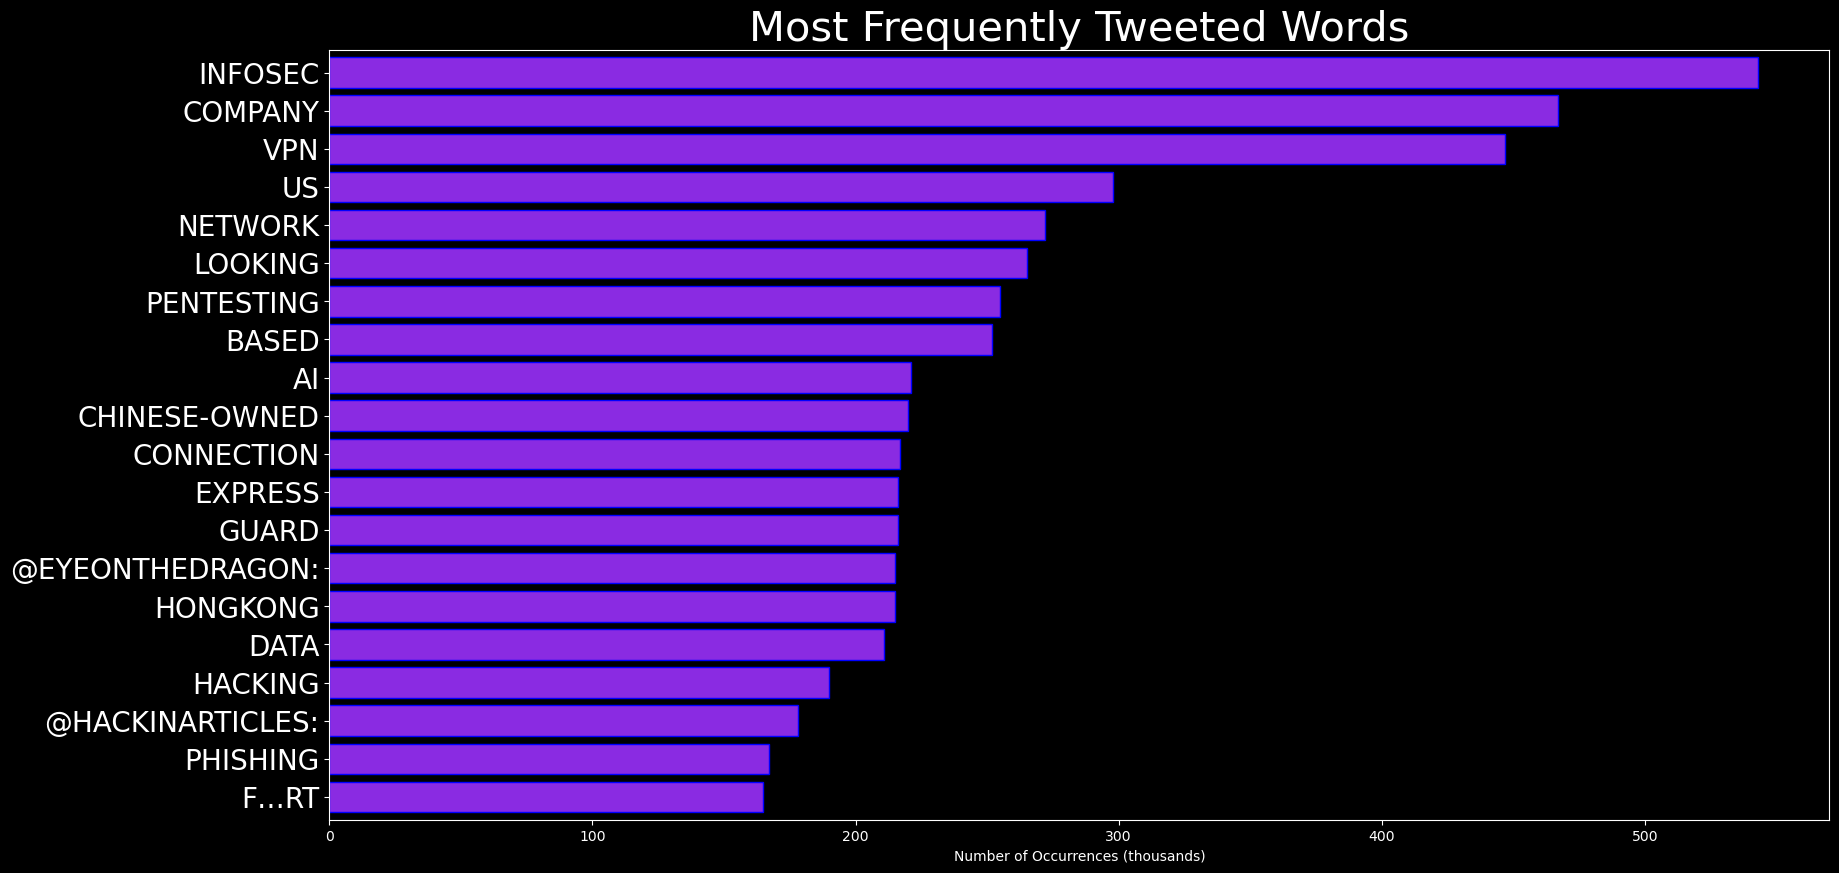 Most Frequently Tweeted Words
INFOSEC
COMPANY
VPN
US
NETWORK
LOOKING
PENTESTING
BASED
AI
CHINESE-OWNED
CONNECTION
EXPRESS
GUARD
@EYEONTHEDRAGON:
HONGKONG
DATA
HACKING
@HACKINARTICLES:
PHISHING
F…RT
0 100 200 300 400 500
Number of Occurrences (thousands)